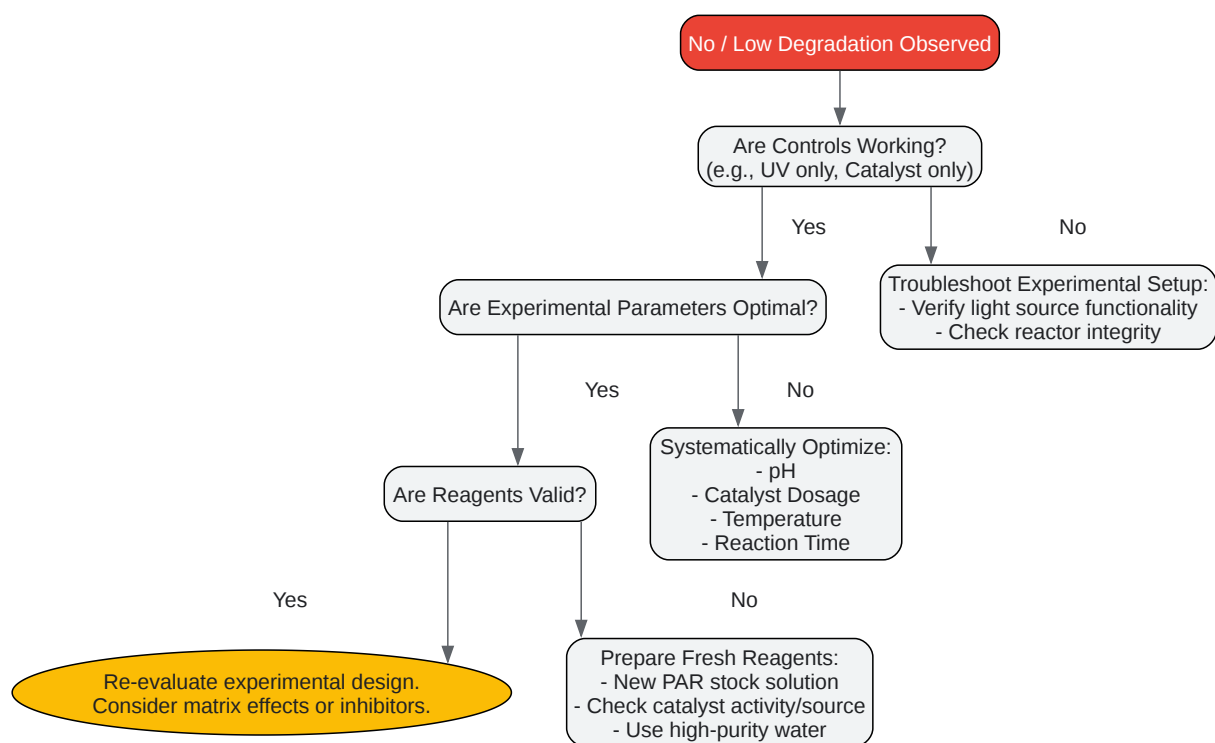 No / Low Degradation Observed
Are Controls Working?
(e.g., UV only, Catalyst only)
Yes
No
Troubleshoot Experimental Setup:
- Verify light source functionality
- Check reactor integrity
Are Experimental Parameters Optimal?
Yes
No
Systematically Optimize:
- pH
- Catalyst Dosage
- Temperature
- Reaction Time
Are Reagents Valid?
Yes
No
Re-evaluate experimental design.
Consider matrix effects or inhibitors.
Prepare Fresh Reagents:
- New PAR stock solution
- Check catalyst activity/source
- Use high-purity water